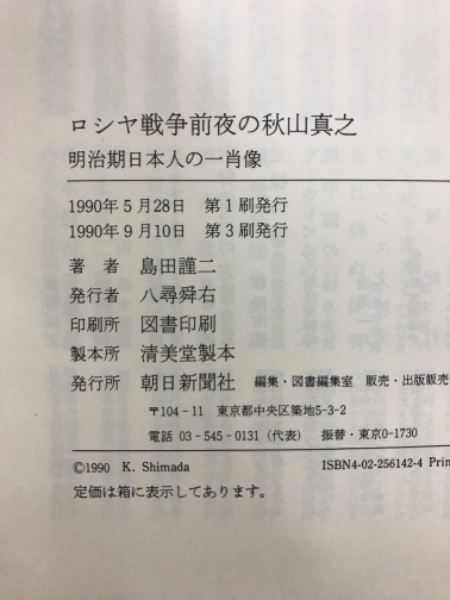 ロシヤ戦争前夜の秋山真之
明治期日本人の一肖像
1990年5月28日 第1刷発行
1990年9月10日 第3刷発行
著者 島田謹二
発行者 八尋舜右
印刷所 図書印刷
製本所 清美堂製本
発行所 朝日新聞社 編集・図書編集室 販売・出版販売
〒104-11 東京都中央区築地5-3-2
電話 03-545-0131（代表） 振替・東京0-1730
©1990 K. Shimada ISBN4-02-256142-4 Prin
定価は箱に表示してあります。